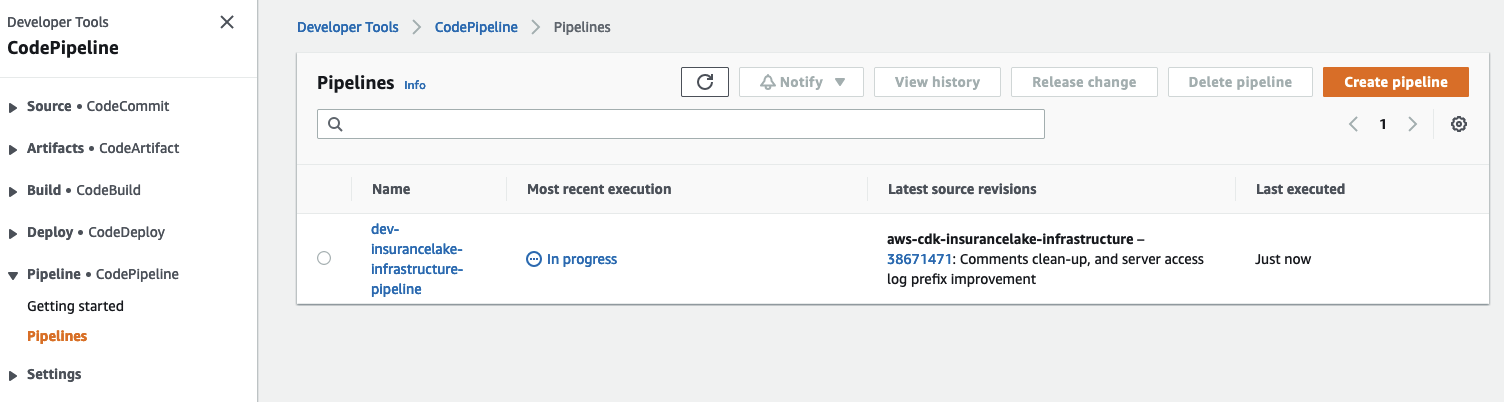 Developer Tools
CodePipeline
Source • CodeCommit
Artifacts • CodeArtifact
Build • CodeBuild
Deploy • CodeDeploy
Pipeline • CodePipeline
Getting started
Pipelines
Settings
Developer Tools > CodePipeline > Pipelines
Pipelines Info
Notify View history Release change Delete pipeline Create pipeline
1
Name Most recent execution Latest source revisions Last executed
dev-
insurancelake-
infrastructure-
pipeline
In progress
aws-cdk-insurancelake-infrastructure –
38671471: Comments clean-up, and server access
log prefix improvement
Just now